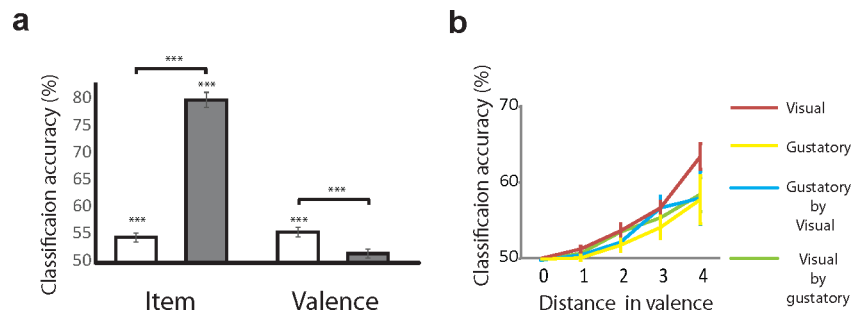 a
Classificaion accuracy (%)
80
75
70
65
60
55
50
***
***
***
***
***
Item
Valence
b
Classificaion accuracy (%)
70
60
50
0 1 2 3 4
Distance in valence
Visual
Gustatory
Gustatory
by
Visual
Visual
by
gustatory